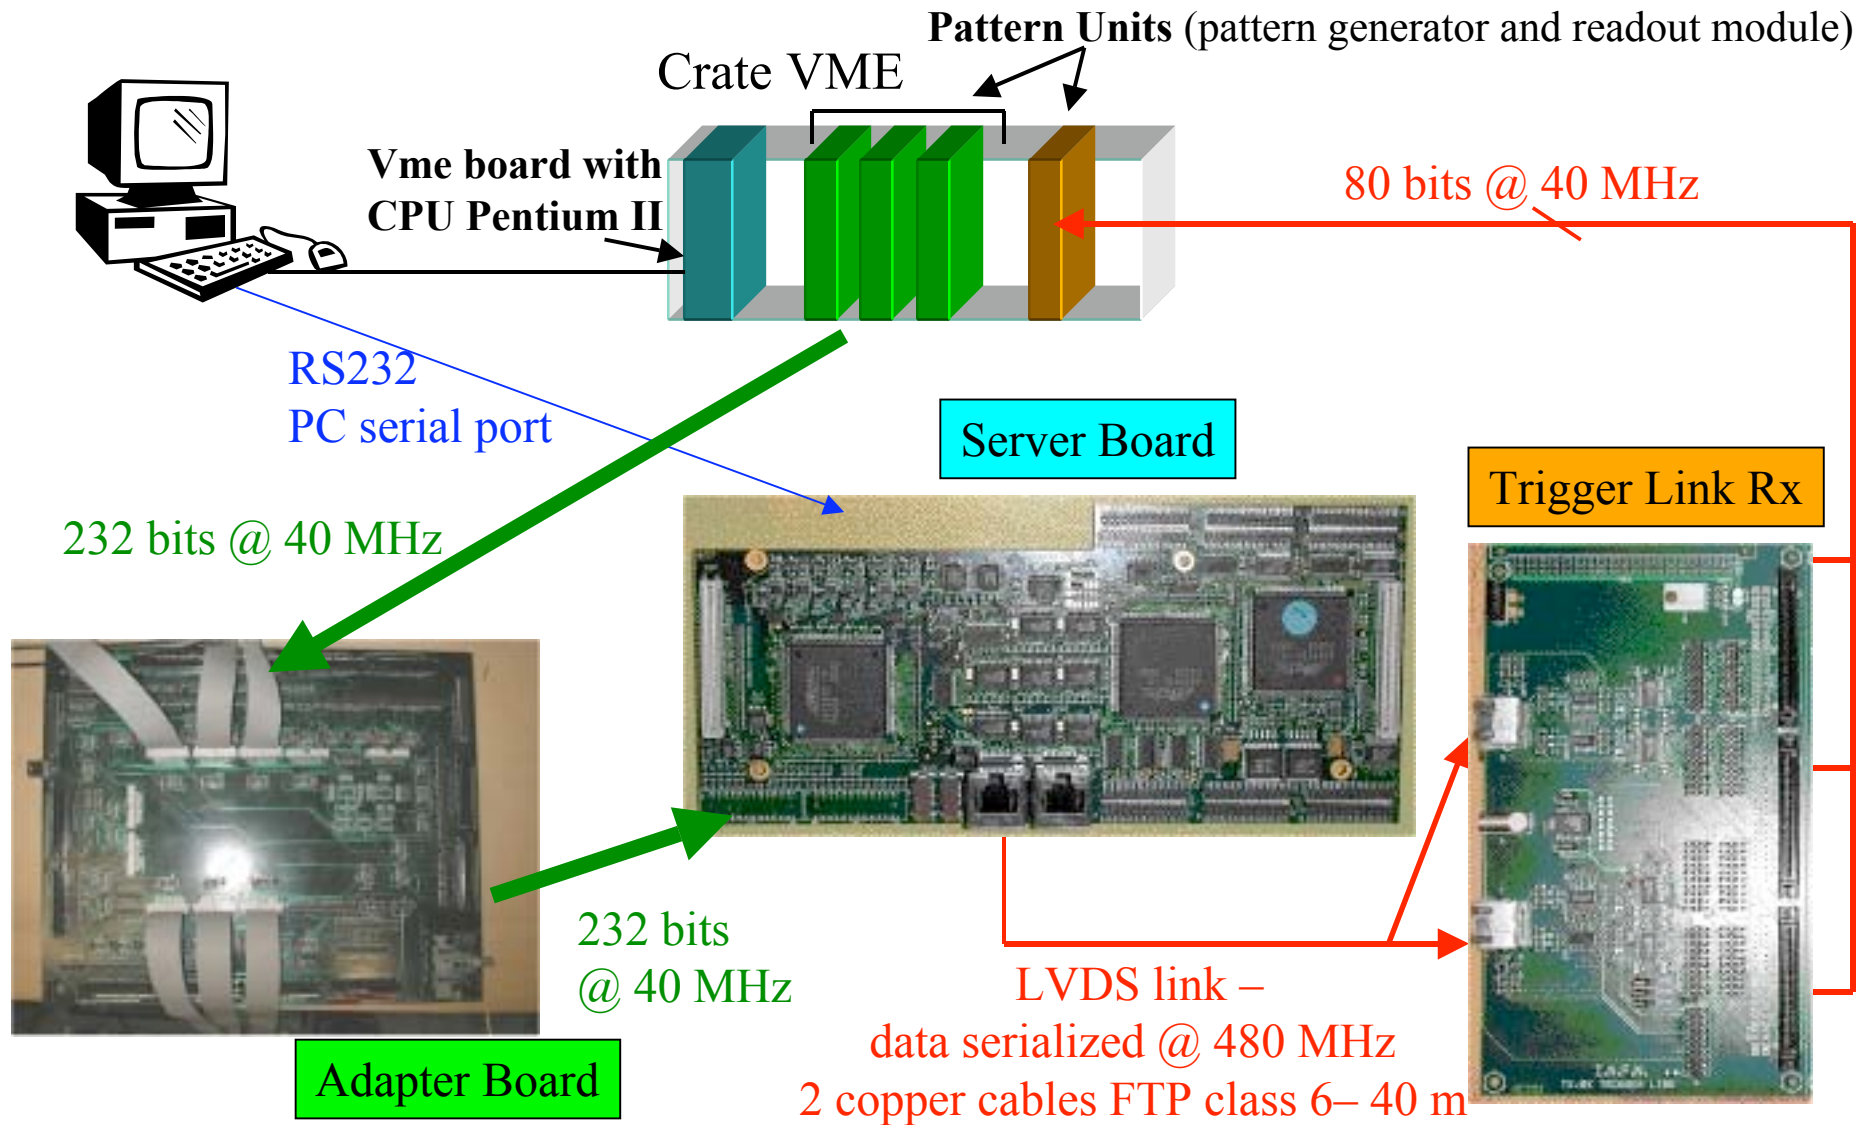 Pattern Units (pattern generator and readout module)
Crate VME
Vme board with
CPU Pentium II
80 bits @ 40 MHz
RS232
PC serial port
Server Board
Trigger Link Rx
232 bits @ 40 MHz
232 bits
@ 40 MHz
LVDS link –
data serialized @ 480 MHz
2 copper cables FTP class 6– 40 m
Adapter Board